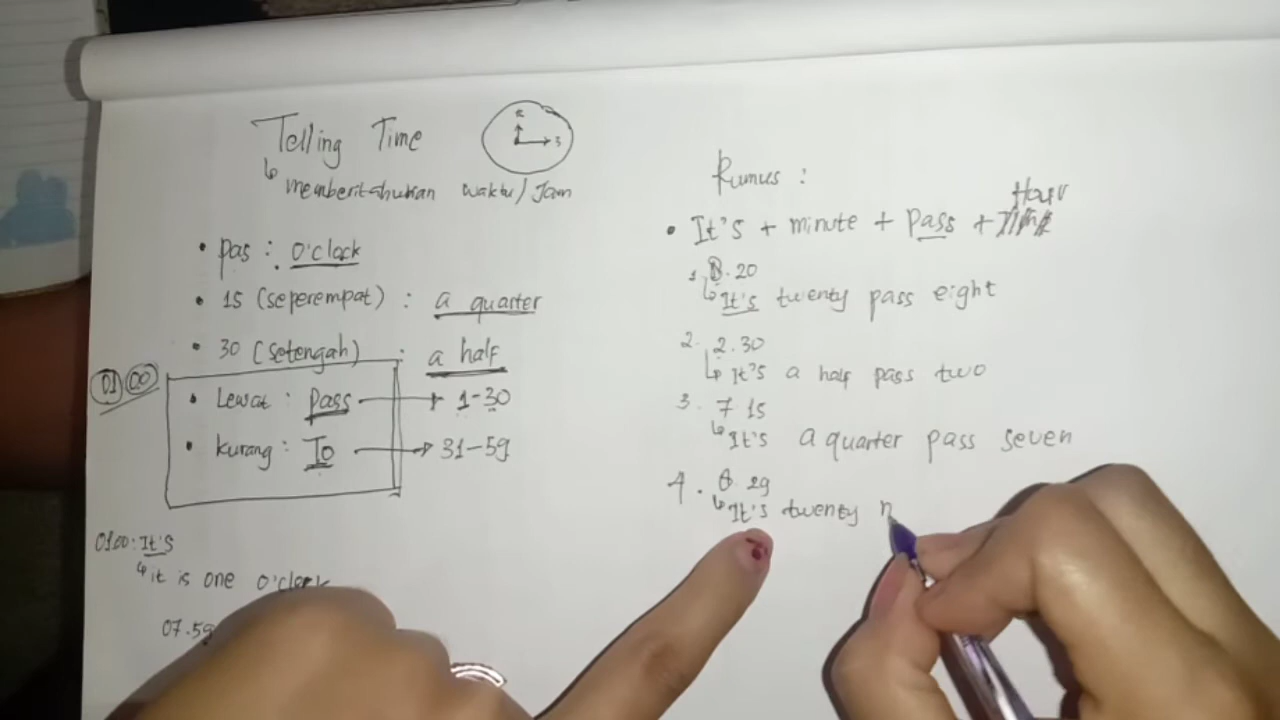 Telling Time
memberitahukan waktu/Jam
• pas : o'clock
• 15 (seperempat) : a quarter
• 30 (setengah) : a half
01 00
• Lewat : pass → 1-30
• kurang : To → 31-59
0100: It's
it is one o'clock
07.59
12
3
Rumus :
Hour
• It's + minute + pass +
1 8.20
It's twenty pass eight
2. 2.30
It's a half pass two
3. 7 15
It's a quarter pass seven
4. 29
It's twenty n